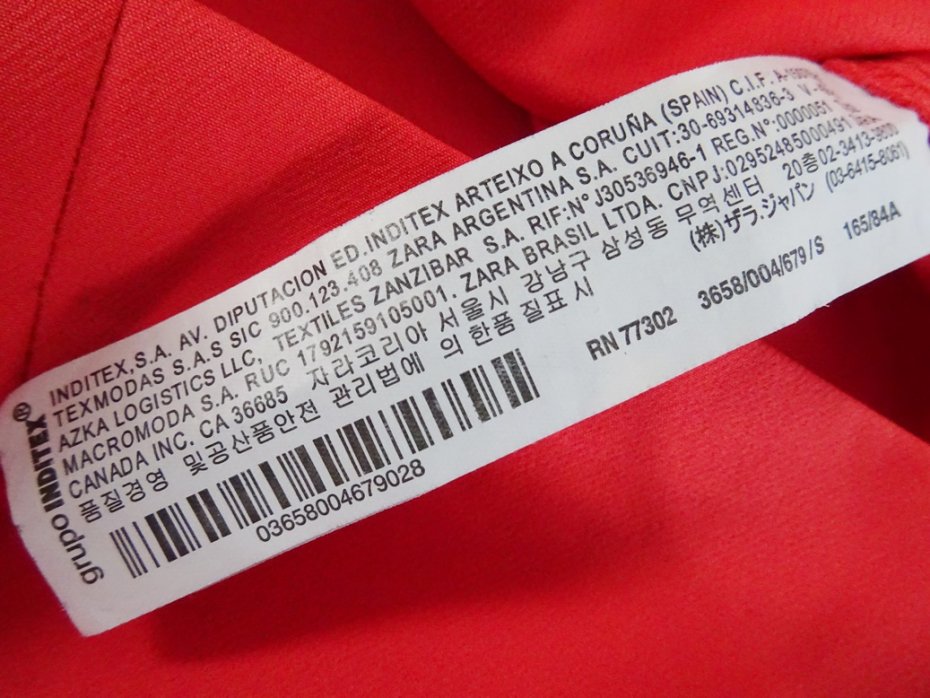 grupo INDITEX®
INDITEX,S.A. AV. DIPUTACION ED.INDITEX ARTEIXO A CORUÑA (SPAIN) C.I.F.
TEXMODAS S.A.S SIC 900.123.408 ZARA ARGENTINA S.A. CUIT:30-69314836-3
AZKA LOGISTICS LLC, TEXTILES ZANZIBAR S.A. RIF:Nº J30536946-1 REG.Nº:0000051
MACROMODA S.A. RUC 1792159105001. ZARA BRASIL LTDA. CNPJ:02952485000491
CANADA INC. CA 36685 자라코리아 서울시 강남구 삼성동 무역센터 20층
품질경영 및공산품안전 관리법에 의 한품 질표 시 (株)ザラ.ジャパン (03-6415-8061)
RN 77302 3658/004/679/S 165/84A
03658004679028